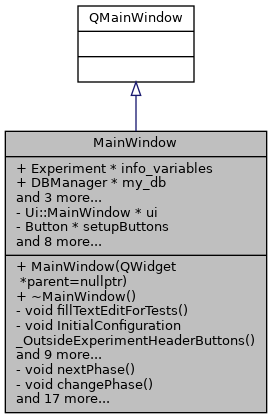 QMainWindow
MainWindow
+ Experiment * info_variables
+ DBManager * my_db
and 3 more...
- Ui::MainWindow * ui
- Button * setupButtons
and 8 more...
+ MainWindow(QWidget
*parent=nullptr)
+ ~MainWindow()
- void fillTextEditForTests()
- void InitialConfiguration
_OutsideExperimentHeaderButtons()
and 9 more...
- void nextPhase()
- void changePhase()
and 17 more...